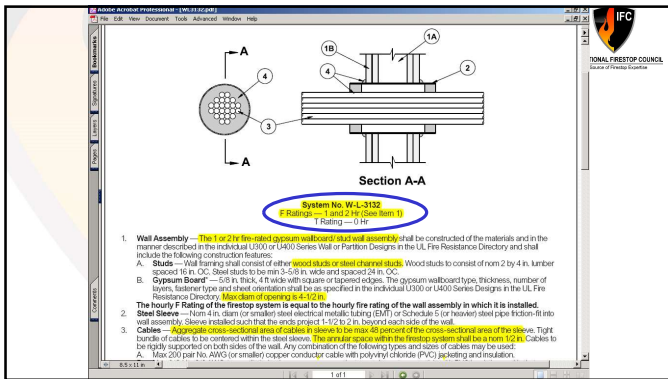 Adobe Acrobat Professional - [WL3132.pdf]
File Edit View Document Tools Advanced Window Help
IFC
TIONAL FIRESTOP COUNCIL
Source of Firestop Expertise
Bookmarks
Signatures
Layers
Pages
Comments
A
4
3
A
1B
1A
4
2
Section A-A
System No. W-L-3132
F Ratings — 1 and 2 Hr (See Item 1)
T Rating — 0 Hr
1. Wall Assembly — The 1 or 2 hr fire-rated gypsum wallboard/ stud wall assembly shall be constructed of the materials and in the
manner described in the individual U300 or U400 Series Wall or Partition Designs in the UL Fire Resistance Directory and shall
include the following construction features:
A. Studs — Wall framing shall consist of either wood studs or steel channel studs. Wood studs to consist of nom 2 by 4 in. lumber
spaced 16 in. OC. Steel studs to be min 3-5/8 in. wide and spaced 24 in. OC.
B. Gypsum Board* — 5/8 in. thick, 4 ft wide with square or tapered edges. The gypsum wallboard type, thickness, number of
layers, fastener type and sheet orientation shall be as specified in the individual U300 or U400 Series Designs in the UL Fire
Resistance Directory. Max diam of opening is 4-1/2 in.
The hourly F Rating of the firestop system is equal to the hourly fire rating of the wall assembly in which it is installed.
2. Steel Sleeve — Nom 4 in. diam (or smaller) steel electrical metallic tubing (EMT) or Schedule 5 (or heavier) steel pipe friction-fit into
wall assembly. Sleeve installed such that the ends project 1-1/2 to 2 in. beyond each side of the wall.
3. Cables — Aggregate cross-sectional area of cables in sleeve to be max 48 percent of the cross-sectional area of the sleeve. Tight
bundle of cables to be centered within the steel sleeve. The annular space within the firestop system shall be a nom 1/2 in. Cables to
be rigidly supported on both sides of the wall. Any combination of the following types and sizes of cables may be used:
A. Max 200 pair No. AWG (or smaller) copper conductor cable with polyvinyl chloride (PVC) jacketing and insulation.
8.5 x 11 in
1 of 1